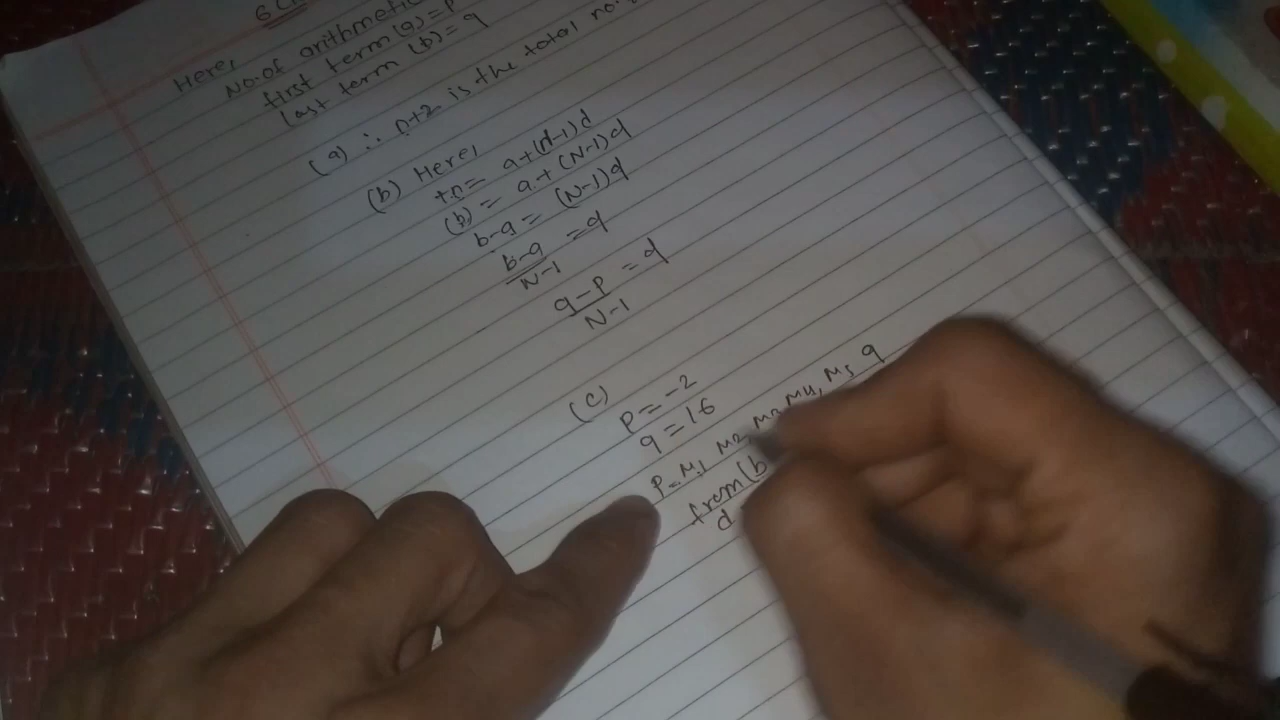 Here,
No. of arithmetic
first term (a) = P
last term (b) = q
(a) ∴ n+2 is the total no.
(b) Here,
tn = a+(n-1)d
(b) = a + (N-1)d
b-a = (N-1)d
b-a/N-1 = d
q-P/N-1 = d
(c)
P = -2
q = 16
P = M1 M2, M3 M4, M5 q
from (b
d